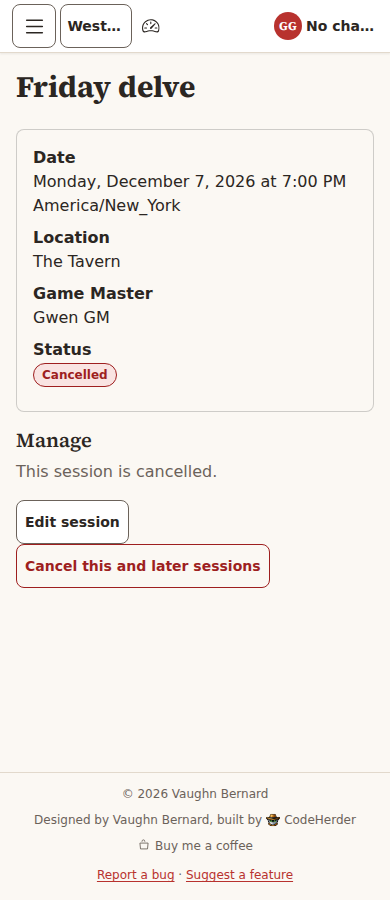 West…
GG No cha…
Friday delve
Date
Monday, December 7, 2026 at 7:00 PM
America/New_York
Location
The Tavern
Game Master
Gwen GM
Status
Cancelled
Manage
This session is cancelled.
Edit session
Cancel this and later sessions
© 2026 Vaughn Bernard
Designed by Vaughn Bernard, built by CodeHerder
Buy me a coffee
Report a bug · Suggest a feature